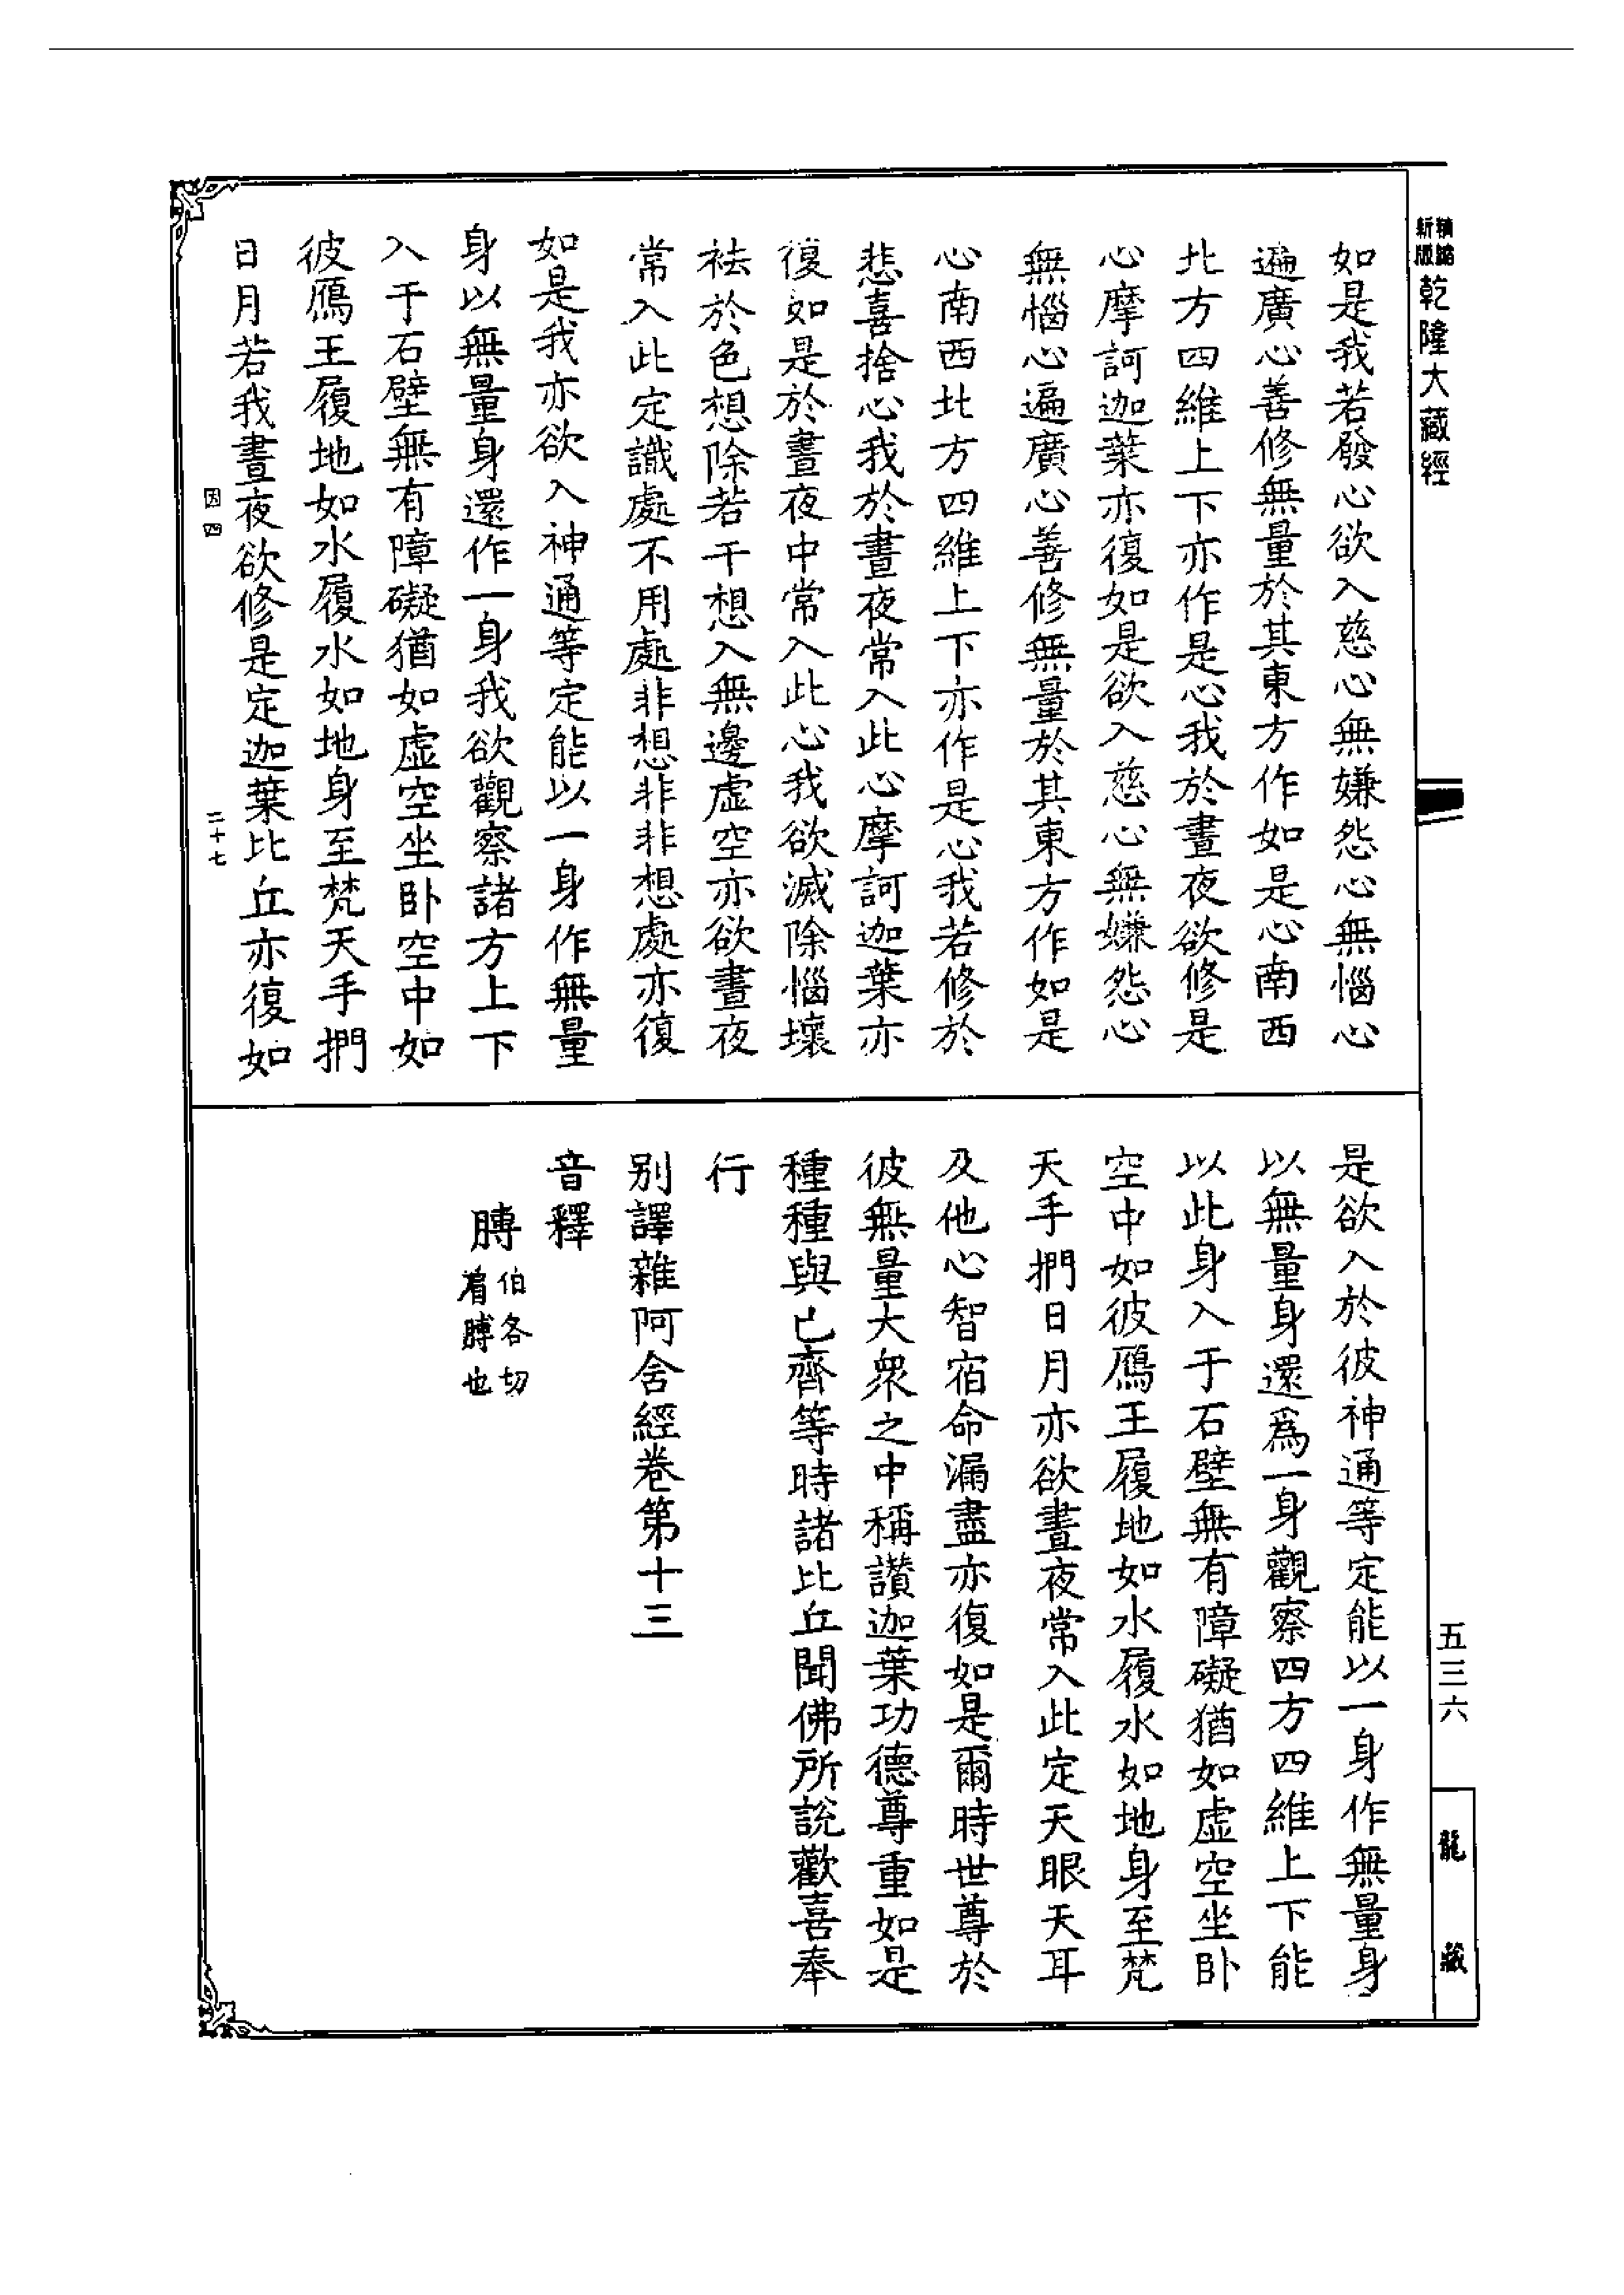 精縮新版
乾隆大藏經
如是我若發心欲入慈心無嫌怨心無惱心
遍廣心善修無量於其東方作如是心南西
北方四維上下亦作是心我於晝夜欲修是
心摩訶迦葉亦復如是欲入慈心無嫌怨心
無惱心遍廣心善修無量於其東方作如是
心南西北方四維上下亦作是心我若修於
悲喜捨心我於晝夜常入此心摩訶迦葉亦
復如是於晝夜中常入此心我欲滅除惱壞
祛於色想除若干想入無邊虛空亦欲晝夜
常入此定識處不用處非想非非想處亦復
如是我亦欲入神通等定能以一身作無量
身以無量身還作一身我欲觀察諸方上下
入于石壁無有障礙猶如虛空坐卧空中如
彼鴈王履地如水履水如地身至梵天手捫
日月若我晝夜欲修是定迦葉比丘亦復如
因四
二十七
是欲入於彼神通等定能以一身作無量身
以無量身還爲一身觀察四方四維上下能
以此身入于石壁無有障礙猶如虛空坐卧
空中如彼鴈王履地如水履水如地身至梵
天手捫日月亦欲晝夜常入此定天眼天耳
及他心智宿命漏盡亦復如是爾時世尊於
彼無量大衆之中稱讚迦葉功德尊重如是
種種與已齊等時諸比丘聞佛所說歡喜奉
行
別譯雜阿含經卷第十三
音釋
膊
伯各切
肩膊也
五三六
龍藏